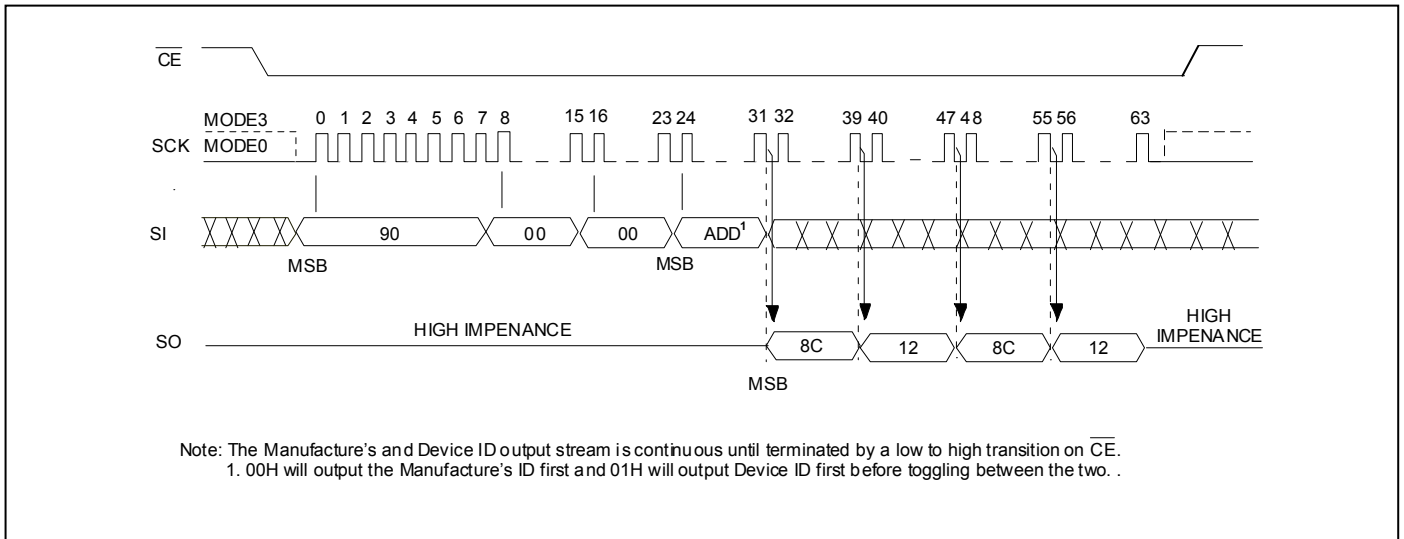 CE
MODE3 0 1 2 3 4 5 6 7 8 15 16 23 24 31 32 39 40 47 48 55 56 63
SCK MODE0
SI 90 00 00 ADD1
MSB MSB
HIGH IMPENANCE HIGH IMPENANCE
SO 8C 12 8C 12
MSB
Note: The Manufacture's and Device ID output stream is continuous until terminated by a low to high transition on CE.
1. 00H will output the Manufacture's ID first and 01H will output Device ID first before toggling between the two. .